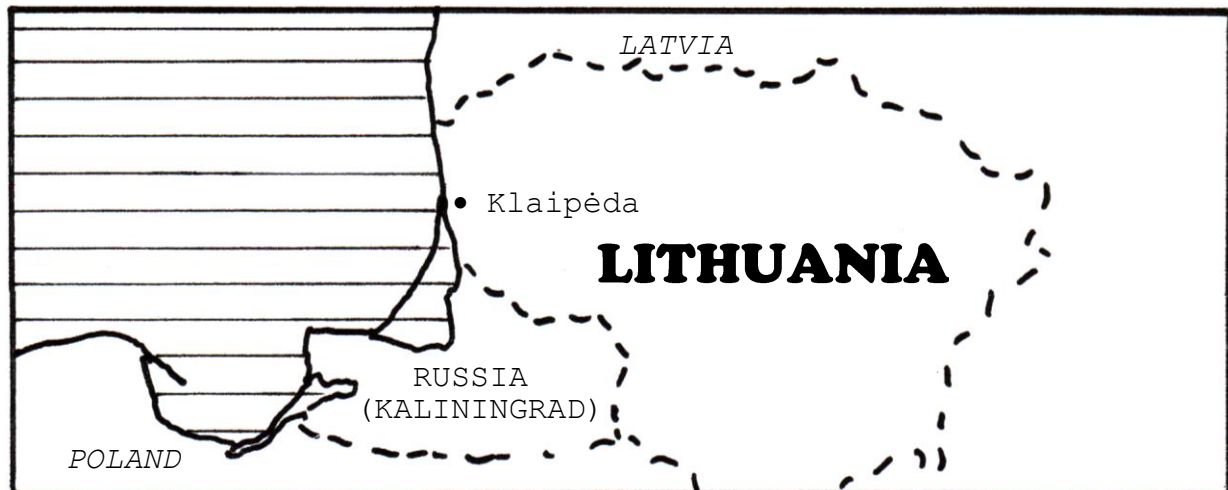 LATVIA
Klaipėda
LITHUANIA
RUSSIA
(KALININGRAD)
POLAND